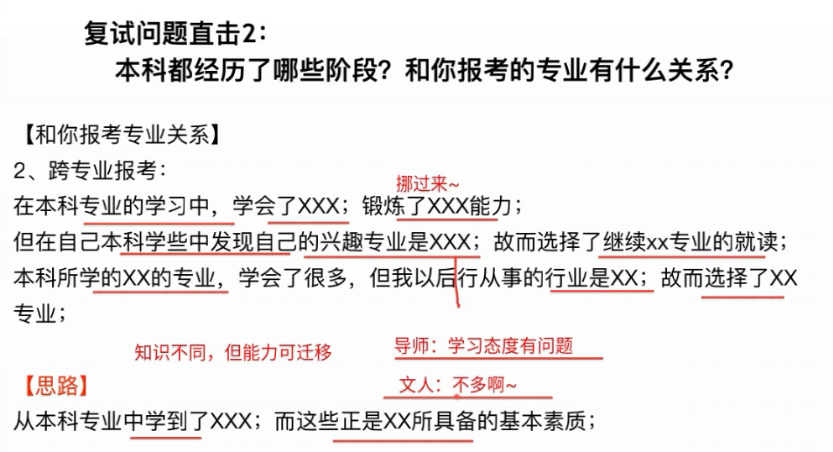 复试问题直击2：
本科都经历了哪些阶段？和你报考的专业有什么关系？
【和你报考专业关系】
2、跨专业报考：
挪过来~
在本科专业的学习中，学会了XXX；锻炼了XXX能力；
但在自己本科学些中发现自己的兴趣专业是XXX；故而选择了继续xx专业的就读；
本科所学的XX的专业，学会了很多，但我以后行从事的行业是XX；故而选择了XX
专业；
知识不同，但能力可迁移
导师：学习态度有问题
【思路】
文人：不多啊~
从本科专业中学到了XXX；而这些正是XX所具备的基本素质；